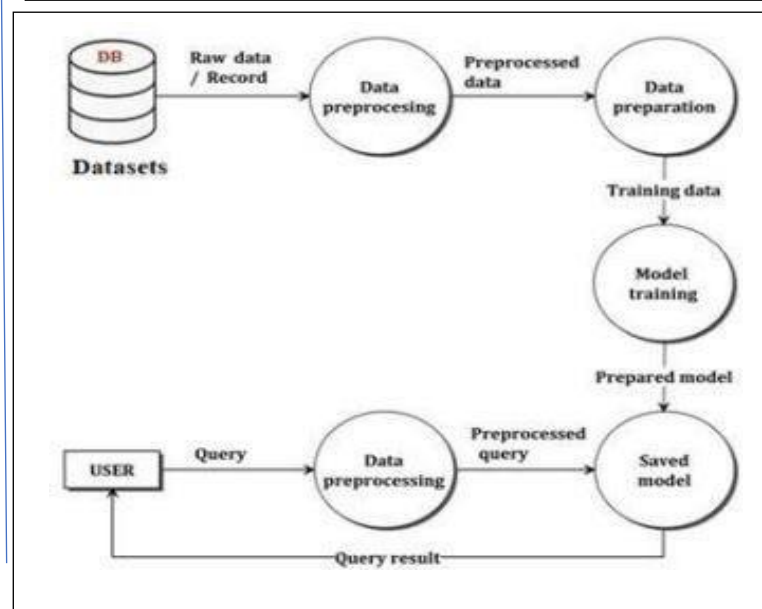 DB
Raw data
/ Record
Data
preprocesing
Preprocessed
data
Data
preparation
Datasets
Training data
Model
training
Prepared model
USER
Query
Data
preprocessing
Preprocessed
query
Saved
model
Query result